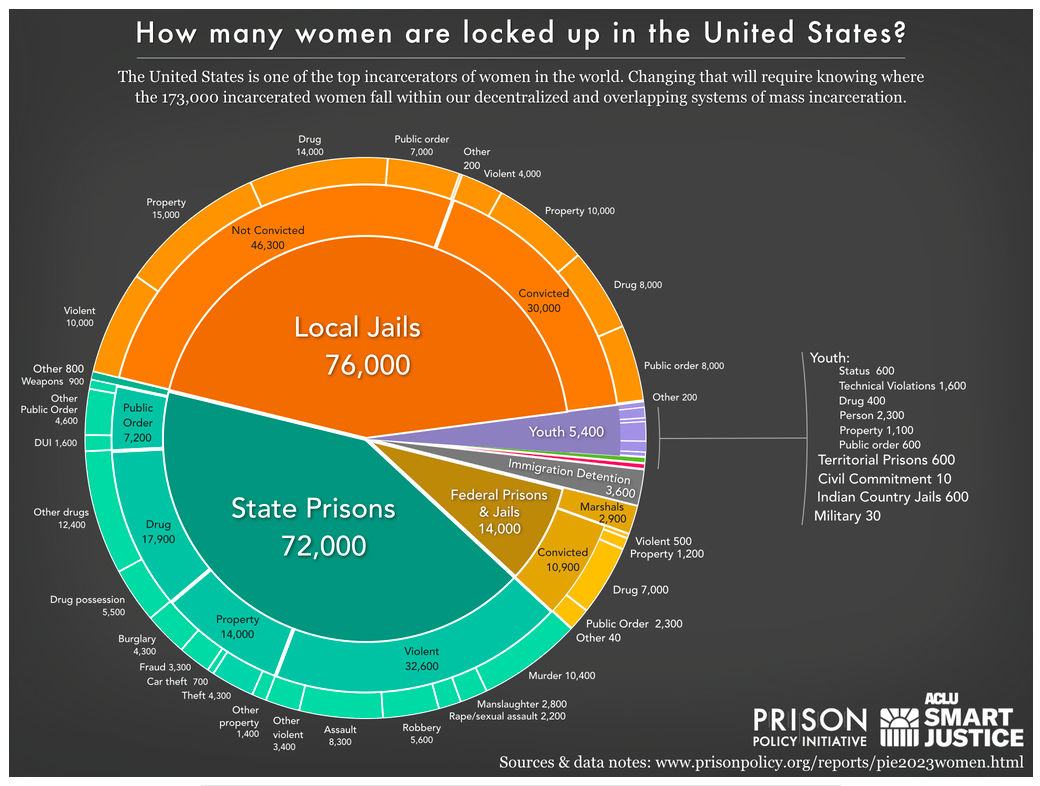 How many women are locked up in the United States?
The United States is one of the top incarcerators of women in the world. Changing that will require knowing where
the 173,000 incarcerated women fall within our decentralized and overlapping systems of mass incarceration.
Drug
14,000
Public order
7,000
Other
200
Violent 4,000
Property
15,000
Property 10,000
Not Convicted
46,300
Drug 8,000
Convicted
30,000
Violent
10,000
Local Jails
76,000
Public order 8,000
Other 200
Other 800
Weapons 900
Other
Public Order
4,600
DUI 1,600
Public
Order
7,200
Youth 5,400
Youth:
Status 600
Technical Violations 1,600
Drug 400
Person 2,300
Property 1,100
Public order 600
Territorial Prisons 600
Civil Commitment 10
Indian Country Jails 600
Military 30
Immigration Detention
3,600
Federal Prisons
& Jails
14,000
Marshals
2,900
Convicted
10,900
Violent 500
Property 1,200
Drug 7,000
Public Order 2,300
Other 40
State Prisons
72,000
Other drugs
12,400
Drug
17,900
Drug possession
5,500
Property
14,000
Burglary
4,300
Fraud 3,300
Car theft 700
Theft 4,300
Other
property
1,400
Violent
32,600
Other
violent
3,400
Assault
8,300
Robbery
5,600
Rape/sexual assault 2,200
Manslaughter 2,800
Murder 10,400
PRISON
POLICY INITIATIVE
ACLU
SMART
JUSTICE
Sources & data notes: www.prisonpolicy.org/reports/pie2023women.html